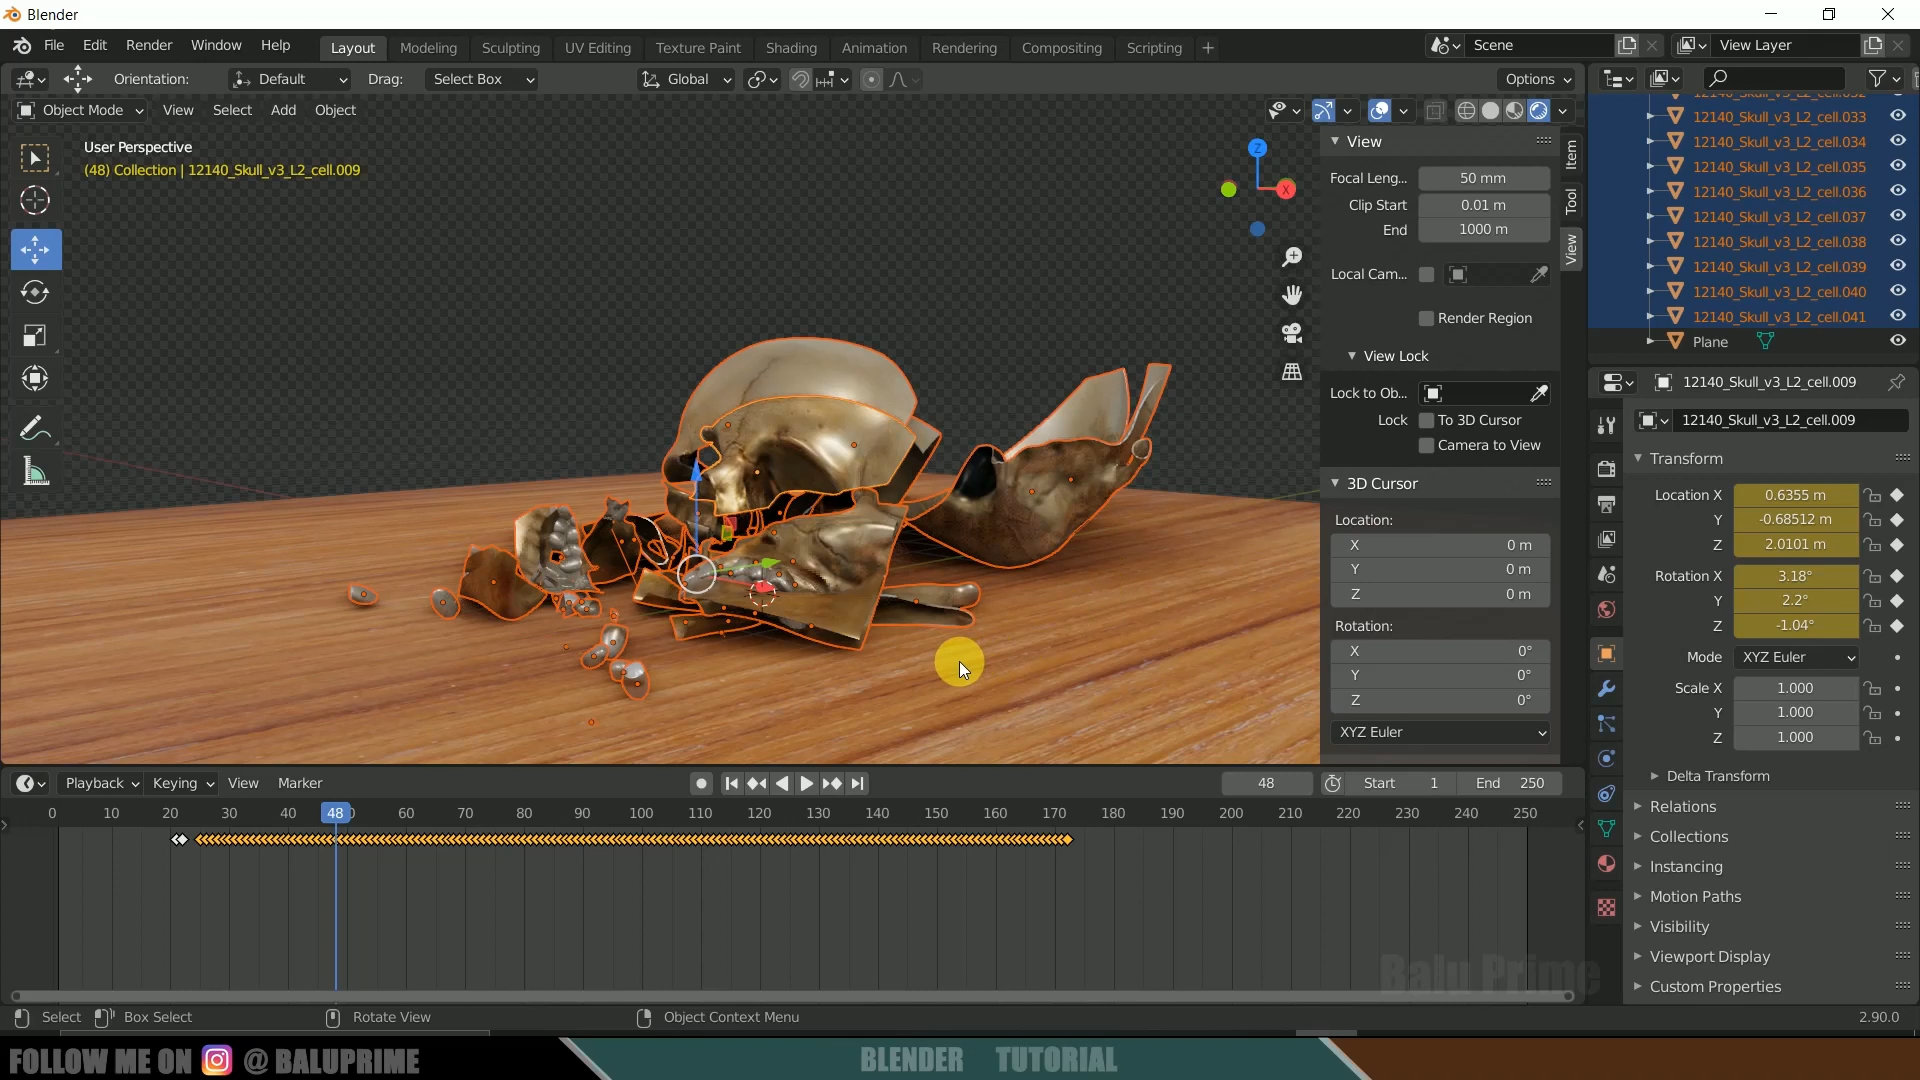 Blender
File Edit Render Window Help Layout Modeling Sculpting UV Editing Texture Paint Shading Animation Rendering Compositing Scripting + Scene View Layer
Orientation: Default Drag: Select Box Global Options
Object Mode View Select Add Object
User Perspective
(48) Collection | 12140_Skull_v3_L2_cell.009
Z
X
View
Focal Leng... 50 mm
Clip Start 0.01 m
End 1000 m
Local Cam...
Render Region
View Lock
Lock to Ob...
Lock To 3D Cursor
Camera to View
3D Cursor
Location:
X 0 m
Y 0 m
Z 0 m
Rotation:
X 0°
Y 0°
Z 0°
XYZ Euler
Item
Tool
View
12140_Skull_v3_L2_cell.032
12140_Skull_v3_L2_cell.033
12140_Skull_v3_L2_cell.034
12140_Skull_v3_L2_cell.035
12140_Skull_v3_L2_cell.036
12140_Skull_v3_L2_cell.037
12140_Skull_v3_L2_cell.038
12140_Skull_v3_L2_cell.039
12140_Skull_v3_L2_cell.040
12140_Skull_v3_L2_cell.041
Plane
12140_Skull_v3_L2_cell.009
12140_Skull_v3_L2_cell.009
Transform
Location X 0.6355 m
Y -0.68512 m
Z 2.0101 m
Rotation X 3.18°
Y 2.2°
Z -1.04°
Mode XYZ Euler
Scale X 1.000
Y 1.000
Z 1.000
Delta Transform
Relations
Collections
Instancing
Motion Paths
Visibility
Viewport Display
Custom Properties
Playback Keying View Marker 48 Start 1 End 250
0 10 20 30 40 48 60 70 80 90 100 110 120 130 140 150 160 170 180 190 200 210 220 230 240 250
Balu Prime
Select Box Select Rotate View Object Context Menu 2.90.0
FOLLOW ME ON @ BALUPRIME BLENDER TUTORIAL